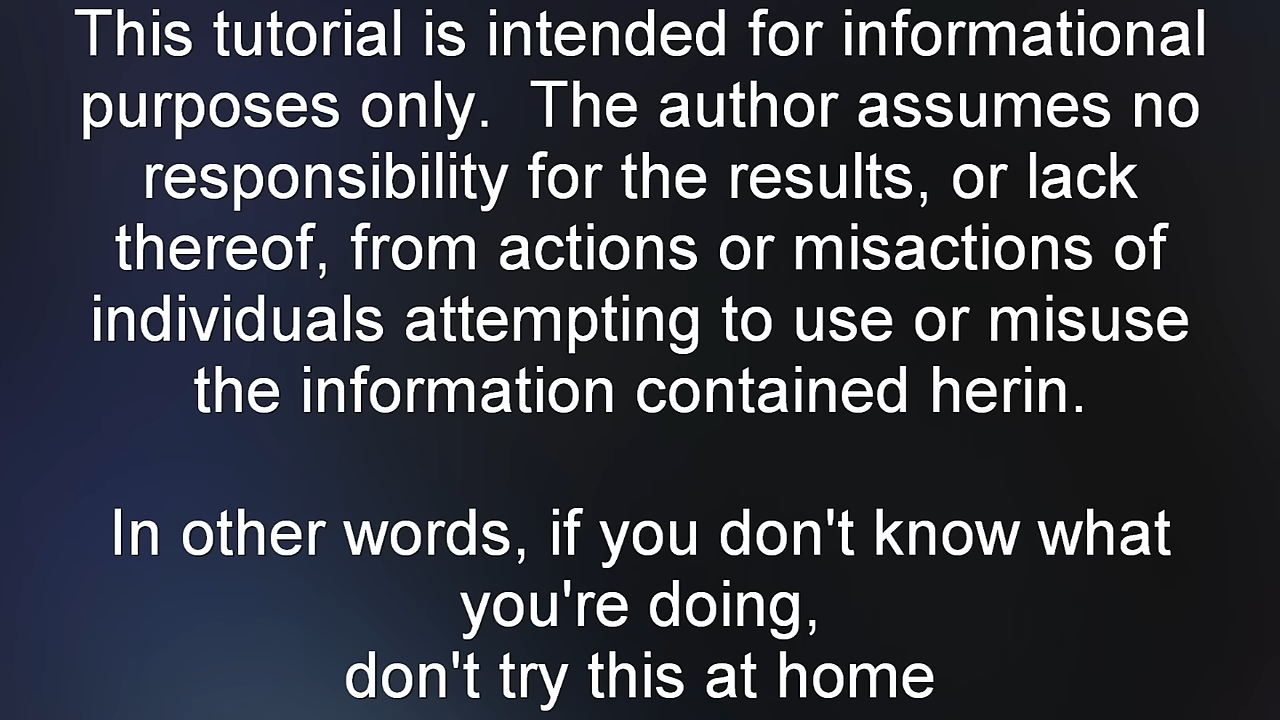 This tutorial is intended for informational
purposes only.  The author assumes no
responsibility for the results, or lack
thereof, from actions or misactions of
individuals attempting to use or misuse
the information contained herin.
In other words, if you don't know what
you're doing,
don't try this at home